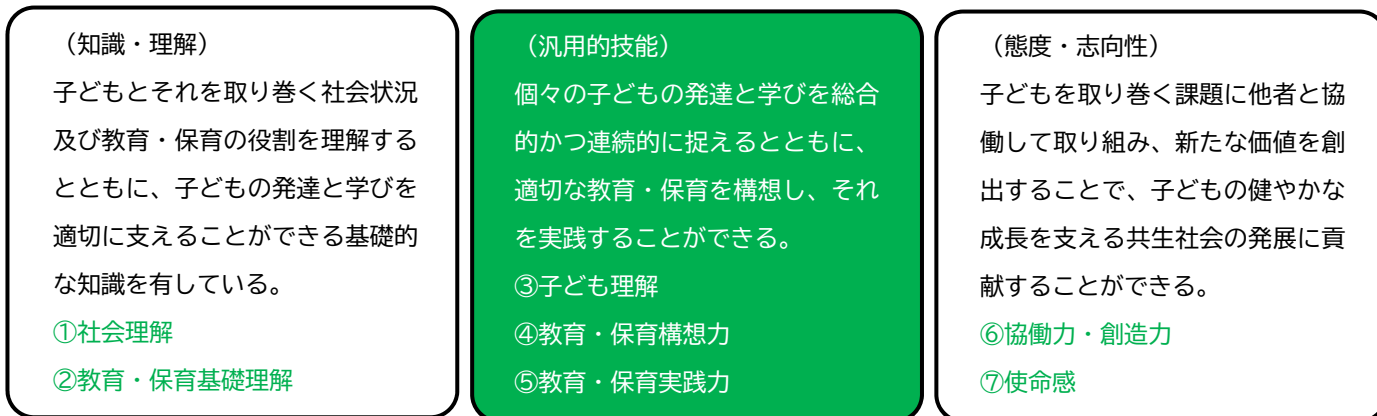 （知識・理解）
子どもとそれを取り巻く社会状況
及び教育・保育の役割を理解する
とともに、子どもの発達と学びを
適切に支えることができる基礎的
な知識を有している。
①社会理解
②教育・保育基礎理解
（汎用的技能）
個々の子どもの発達と学びを総合
的かつ連続的に捉えるとともに、
適切な教育・保育を構想し、それ
を実践することができる。
③子ども理解
④教育・保育構想力
⑤教育・保育実践力
（態度・志向性）
子どもを取り巻く課題に他者と協
働して取り組み、新たな価値を創
出することで、子どもの健やかな
成長を支える共生社会の発展に貢
献することができる。
⑥協働力・創造力
⑦使命感